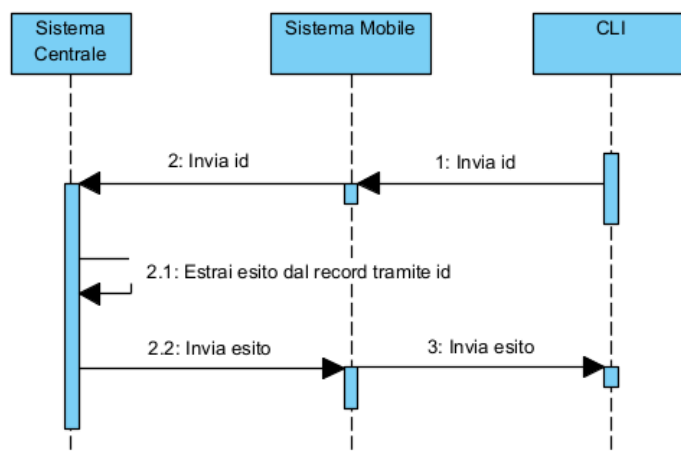 Sistema
Centrale
Sistema Mobile
CLI
2: Invia id
1: Invia id
2.1: Estrai esito dal record tramite id
2.2: Invia esito
3: Invia esito